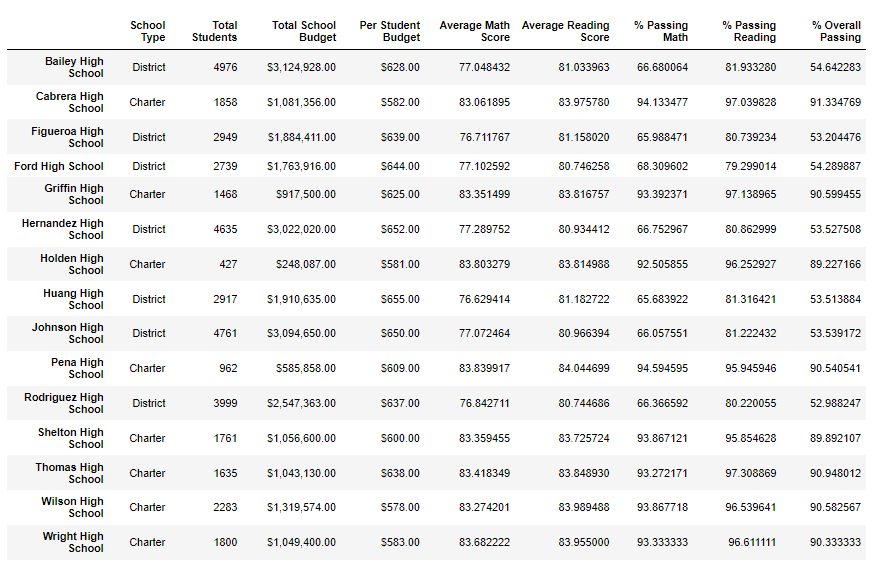 School Type Total Students Total School Budget Per Student Budget Average Math Score Average Reading Score % Passing Math % Passing Reading % Overall Passing
Bailey High School District 4976 $3,124,928.00 $628.00 77.048432 81.033963 66.680064 81.933280 54.642283
Cabrera High School Charter 1858 $1,081,356.00 $582.00 83.061895 83.975780 94.133477 97.039828 91.334769
Figueroa High School District 2949 $1,884,411.00 $639.00 76.711767 81.158020 65.988471 80.739234 53.204476
Ford High School District 2739 $1,763,916.00 $644.00 77.102592 80.746258 68.309602 79.299014 54.289887
Griffin High School Charter 1468 $917,500.00 $625.00 83.351499 83.816757 93.392371 97.138965 90.599455
Hernandez High School District 4635 $3,022,020.00 $652.00 77.289752 80.934412 66.752967 80.862999 53.527508
Holden High School Charter 427 $248,087.00 $581.00 83.803279 83.814988 92.505855 96.252927 89.227166
Huang High School District 2917 $1,910,635.00 $655.00 76.629414 81.182722 65.683922 81.316421 53.513884
Johnson High School District 4761 $3,094,650.00 $650.00 77.072464 80.966394 66.057551 81.222432 53.539172
Pena High School Charter 962 $585,858.00 $609.00 83.839917 84.044699 94.594595 95.945946 90.540541
Rodriguez High School District 3999 $2,547,363.00 $637.00 76.842711 80.744686 66.366592 80.220055 52.988247
Shelton High School Charter 1761 $1,056,600.00 $600.00 83.359455 83.725724 93.867121 95.854628 89.892107
Thomas High School Charter 1635 $1,043,130.00 $638.00 83.418349 83.848930 93.272171 97.308869 90.948012
Wilson High School Charter 2283 $1,319,574.00 $578.00 83.274201 83.989488 93.867718 96.539641 90.582567
Wright High School Charter 1800 $1,049,400.00 $583.00 83.682222 83.955000 93.333333 96.611111 90.333333